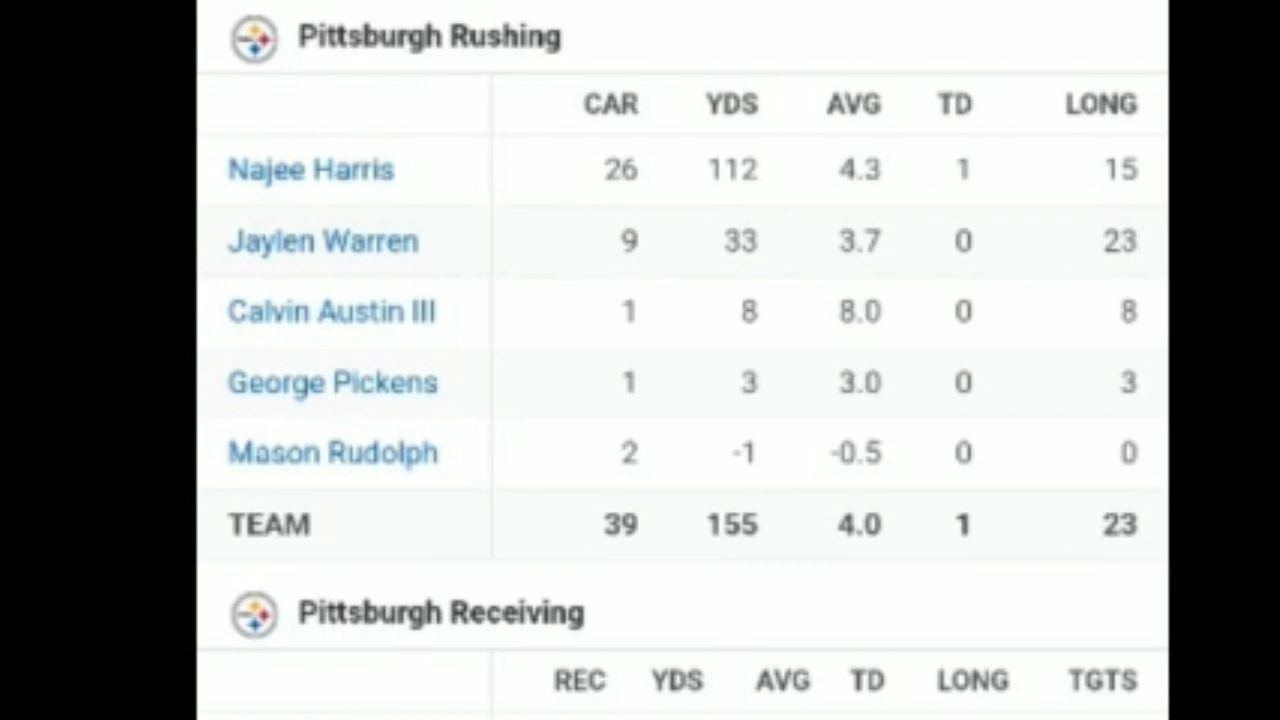 Pittsburgh Rushing
CAR YDS AVG TD LONG
Najee Harris 26 112 4.3 1 15
Jaylen Warren 9 33 3.7 0 23
Calvin Austin III 1 8 8.0 0 8
George Pickens 1 3 3.0 0 3
Mason Rudolph 2 -1 -0.5 0 0
TEAM 39 155 4.0 1 23
Pittsburgh Receiving
REC YDS AVG TD LONG TGTS